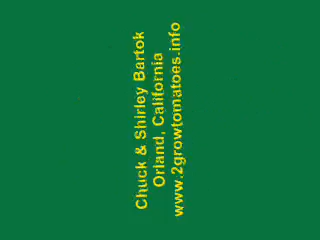 Chuck & Shirley Bartok
Orland, California
www.2growtomatoes.info